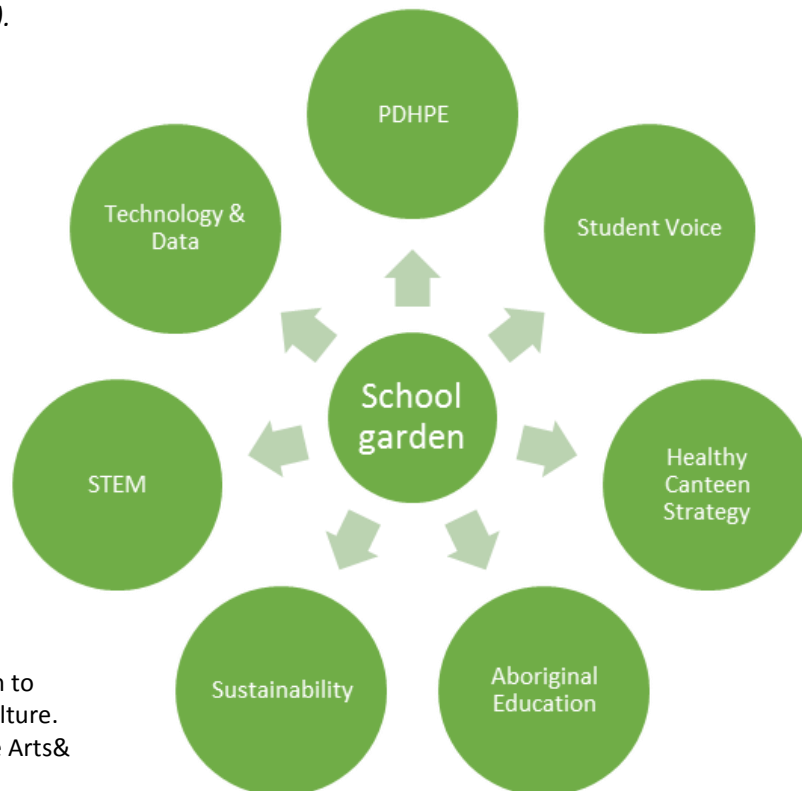 ).
PDHPE
Technology &
Data
Student Voice
School
garden
STEM
Healthy
Canteen
Strategy
Sustainability
Aboriginal
Education
n to
lture.
e Arts&